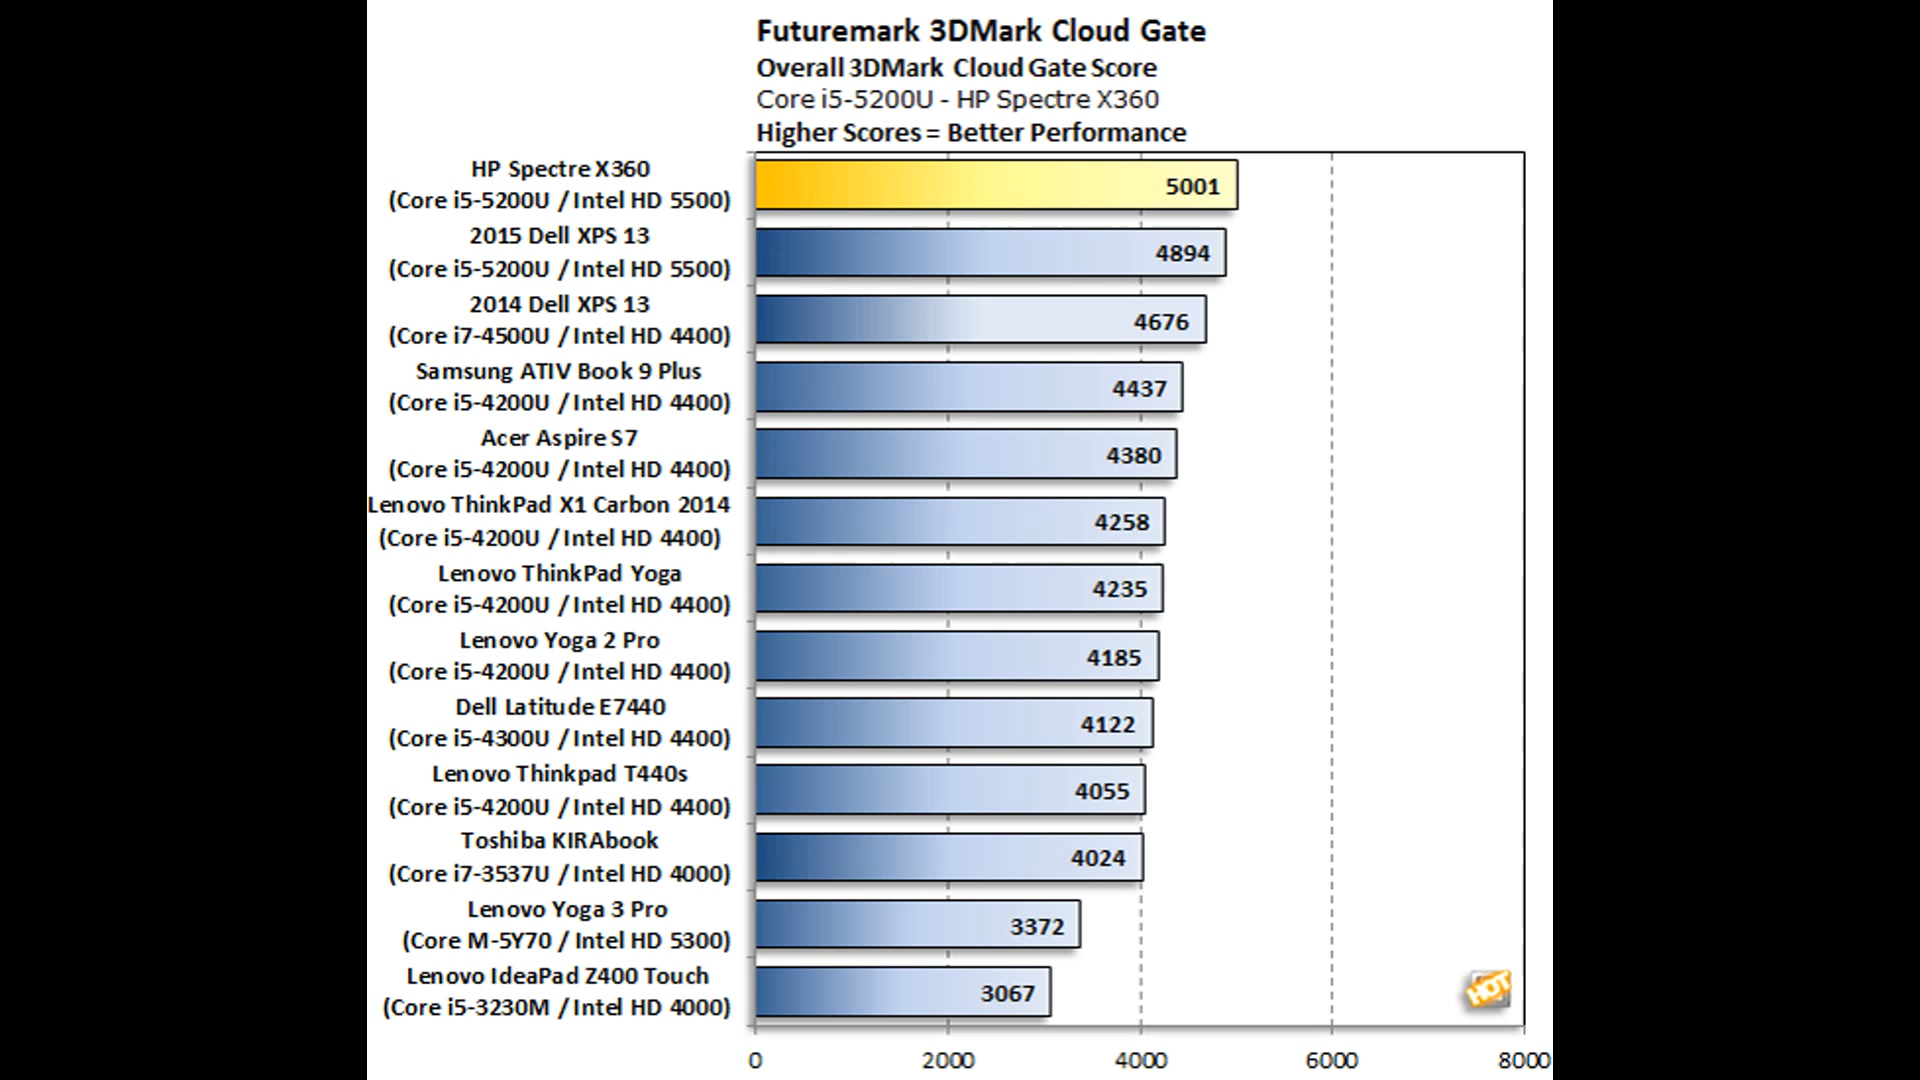 Futuremark 3DMark Cloud Gate
Overall 3DMark Cloud Gate Score
Core i5-5200U - HP Spectre X360
Higher Scores = Better Performance
HP Spectre X360
(Core i5-5200U / Intel HD 5500)
5001
2015 Dell XPS 13
(Core i5-5200U / Intel HD 5500)
4894
2014 Dell XPS 13
(Core i7-4500U / Intel HD 4400)
4676
Samsung ATIV Book 9 Plus
(Core i5-4200U / Intel HD 4400)
4437
Acer Aspire S7
(Core i5-4200U / Intel HD 4400)
4380
Lenovo ThinkPad X1 Carbon 2014
(Core i5-4200U / Intel HD 4400)
4258
Lenovo ThinkPad Yoga
(Core i5-4200U / Intel HD 4400)
4235
Lenovo Yoga 2 Pro
(Core i5-4200U / Intel HD 4400)
4185
Dell Latitude E7440
(Core i5-4300U / Intel HD 4400)
4122
Lenovo Thinkpad T440s
(Core i5-4200U / Intel HD 4400)
4055
Toshiba KIRAbook
(Core i7-3537U / Intel HD 4000)
4024
Lenovo Yoga 3 Pro
(Core M-5Y70 / Intel HD 5300)
3372
Lenovo IdeaPad Z400 Touch
(Core i5-3230M / Intel HD 4000)
3067
HOT
0 2000 4000 6000 8000